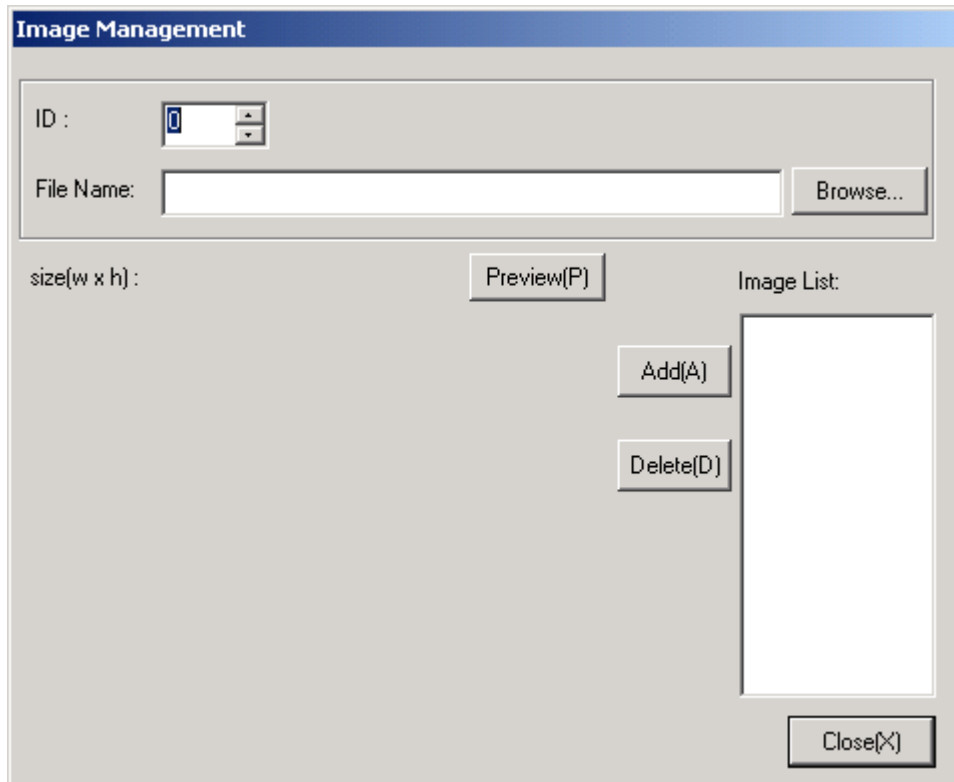 Image Management
ID :
0
File Name:
Browse...
size(w x h) :
Preview(P)
Image List:
Add(A)
Delete(D)
Close(X)